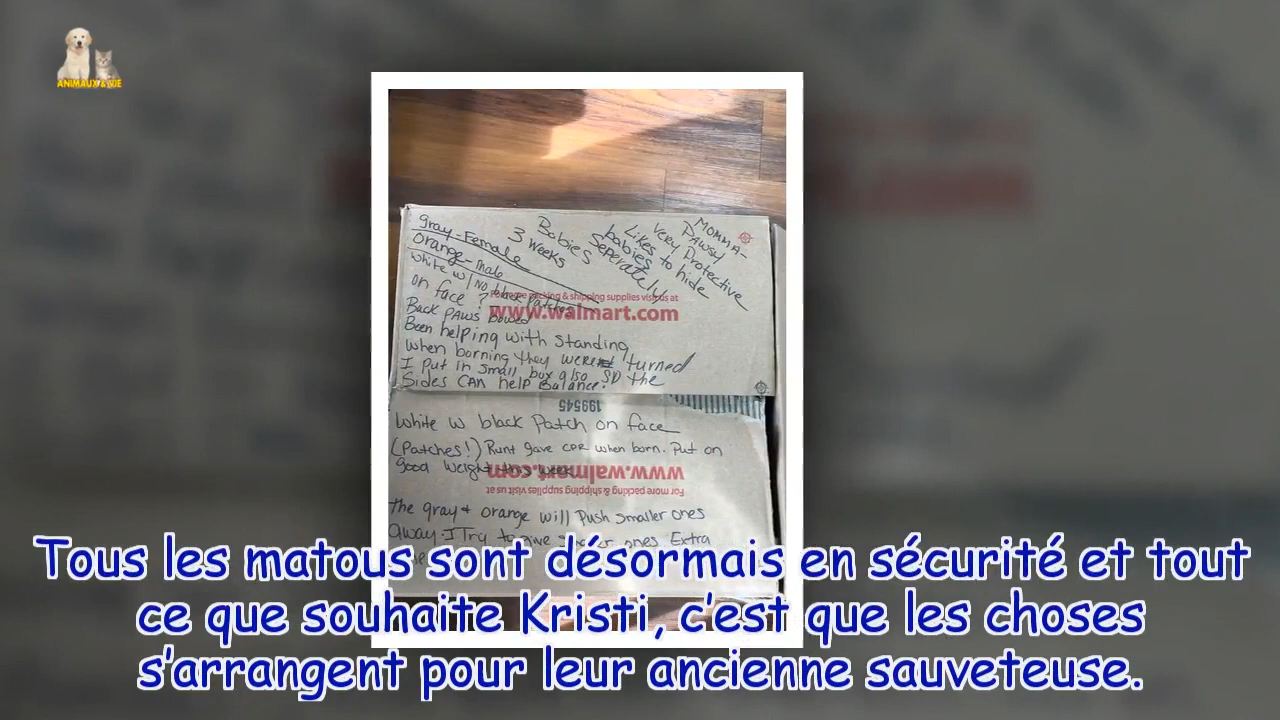 ANIMAUX & VIE
gray-Female
orange-male
white w/ NO black Patches
on face?
Back PAWS bowed
Been helping with standing
when borning they were turned
I put in small box also SO the
Sides CAN help balance.
Babies
3 weeks
MOMMA-
PAWSY
very Protective
Likes to hide
babies
Seperately
For more packing & shipping supplies visit us at
www.walmart.com
199545
White w black Patch on face
(Patches!) Runt gave CPR when born. Put on
good weight this week
www.walmart.com
For more packing & shipping supplies visit us at
the gray + orange will Push smaller ones
away. I Try to give smaller ones Extra
Tous les matous sont désormais en sécurité et tout
ce que souhaite Kristi, c'est que les choses
s'arrangent pour leur ancienne sauveteuse.